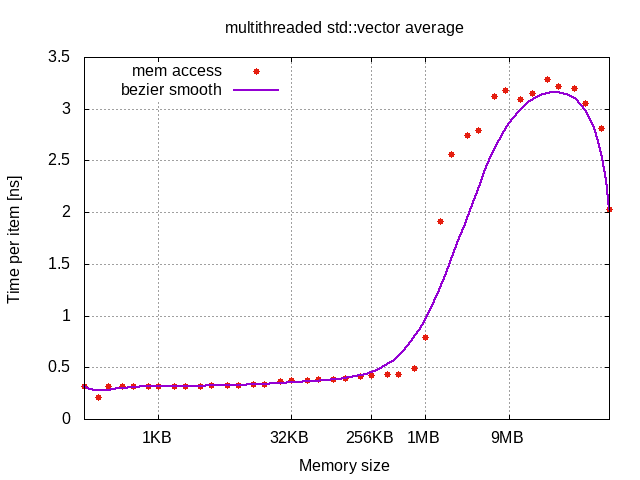 multithreaded std::vector average
3.5
3
2.5
2
1.5
1
0.5
0
Time per item [ns]
mem access
bezier smooth
1KB
32KB
256KB
1MB
9MB
Memory size